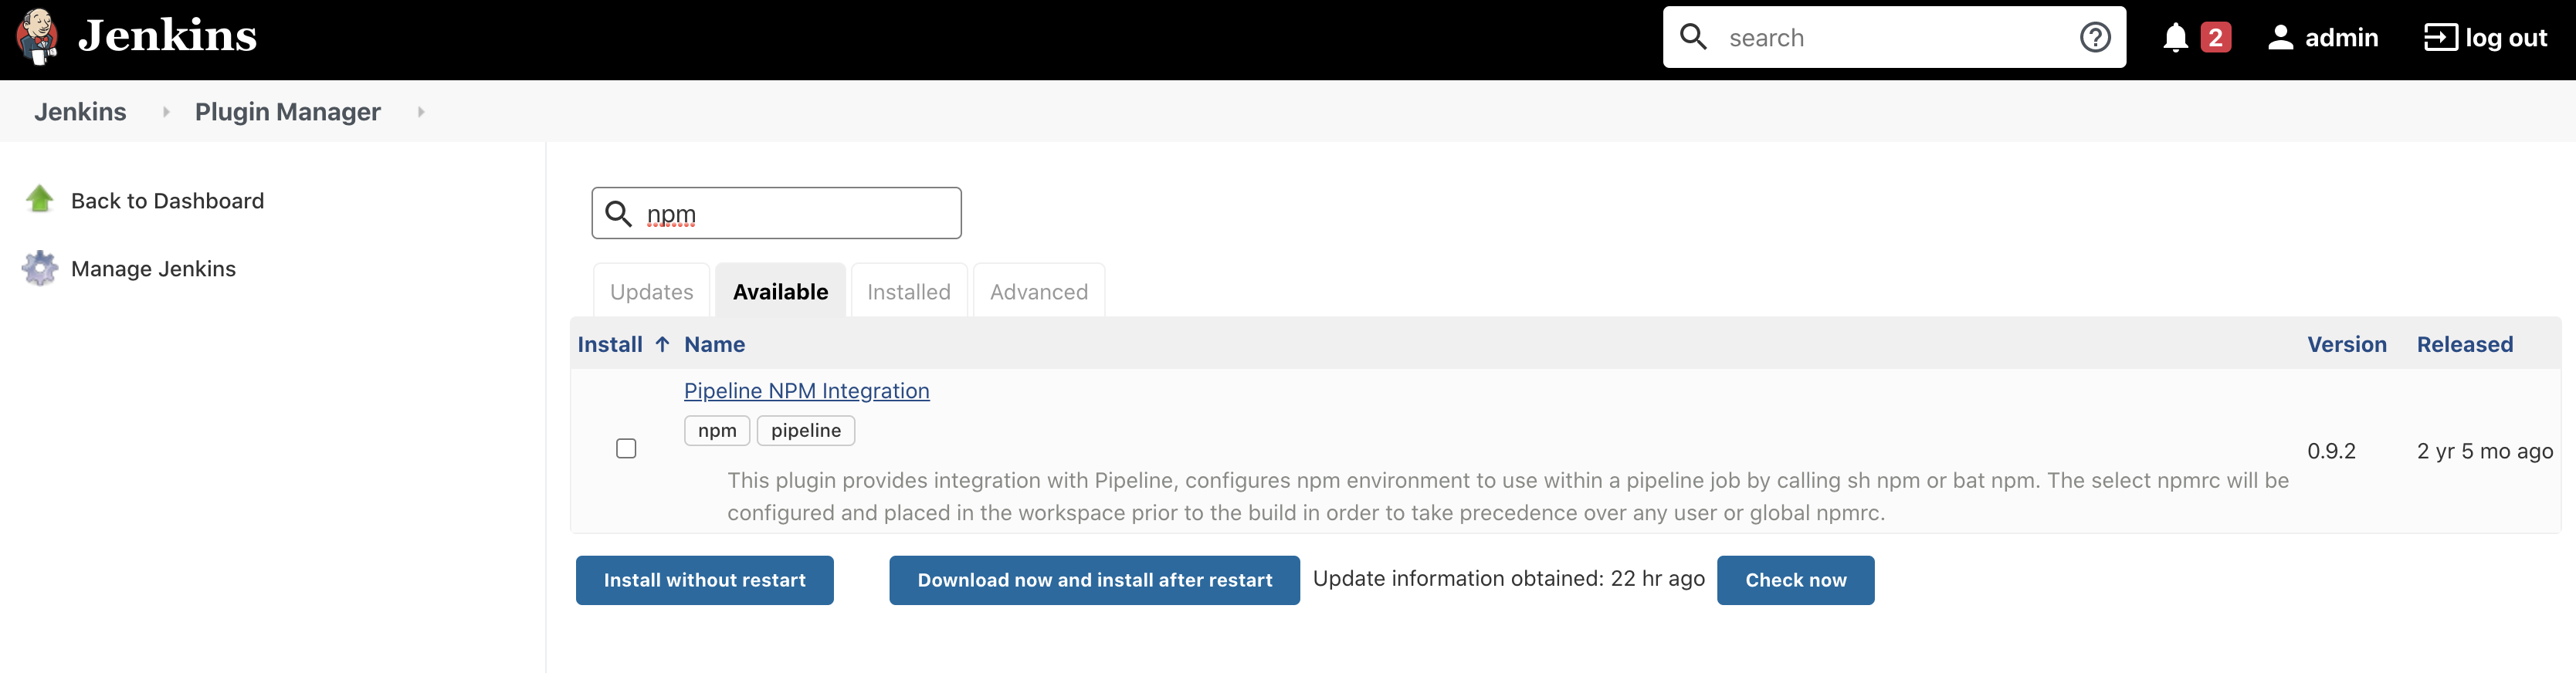 Jenkins
search
2
admin
log out
Jenkins
Plugin Manager
Back to Dashboard
Manage Jenkins
npm
Updates
Available
Installed
Advanced
Install ↑ Name
Version
Released
Pipeline NPM Integration
npm
pipeline
This plugin provides integration with Pipeline, configures npm environment to use within a pipeline job by calling sh npm or bat npm. The select npmrc will be
configured and placed in the workspace prior to the build in order to take precedence over any user or global npmrc.
0.9.2
2 yr 5 mo ago
Install without restart
Download now and install after restart
Update information obtained: 22 hr ago
Check now